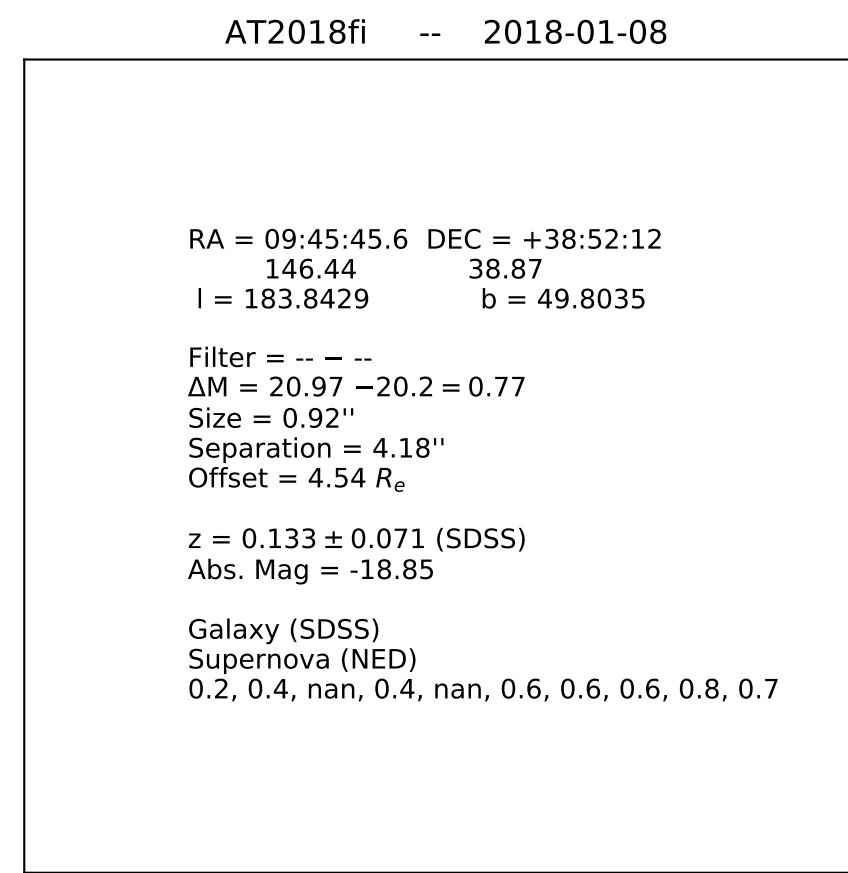 AT2018fi -- 2018-01-08
RA = 09:45:45.6 DEC = +38:52:12
146.44 38.87
l = 183.8429 b = 49.8035
Filter = -- − --
ΔM = 20.97 −20.2 = 0.77
Size = 0.92''
Separation = 4.18''
Offset = 4.54 Re
z = 0.133 ± 0.071 (SDSS)
Abs. Mag = -18.85
Galaxy (SDSS)
Supernova (NED)
0.2, 0.4, nan, 0.4, nan, 0.6, 0.6, 0.6, 0.8, 0.7